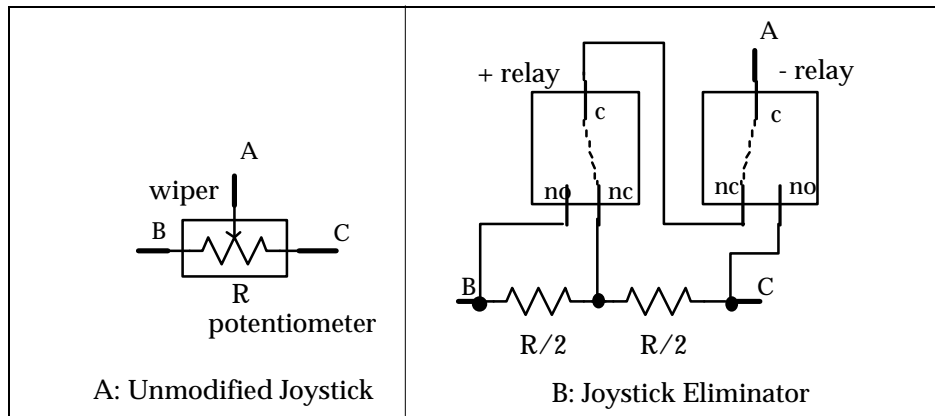 A
wiper
B
C
R
potentiometer
A: Unmodified Joystick
A
+ relay
- relay
c
c
no
nc
nc
no
B
C
R/2
R/2
B: Joystick Eliminator